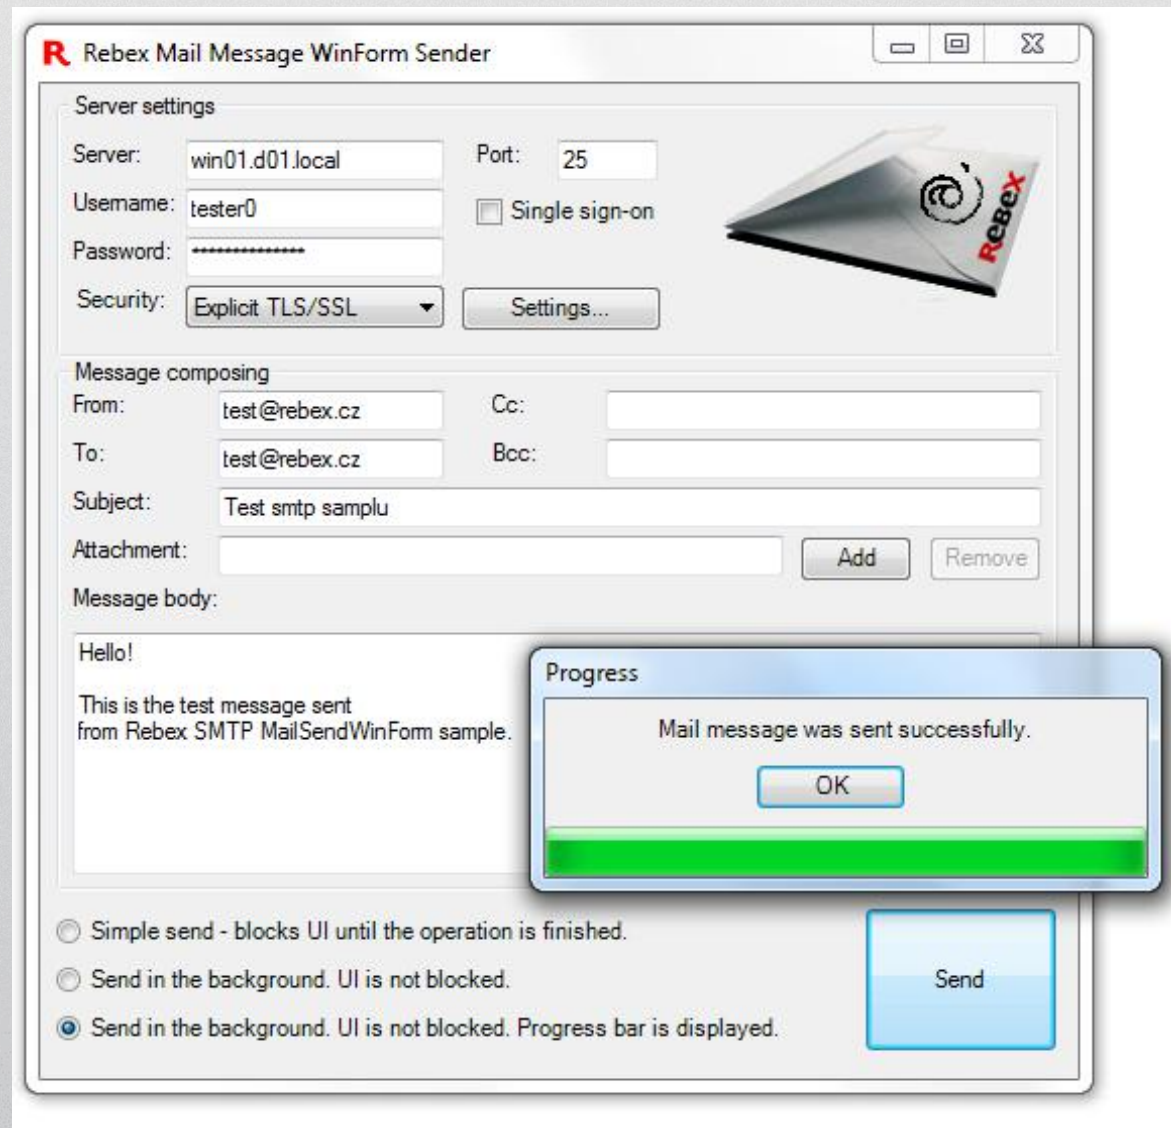 R Rebex Mail Message WinForm Sender
Server settings
Server: win01.d01.local Port: 25
Username: tester0 Single sign-on
Password: **************
Security: Explicit TLS/SSL Settings...
ReBeX
Message composing
From: test@rebex.cz Cc:
To: test@rebex.cz Bcc:
Subject: Test smtp samplu
Attachment: Add Remove
Message body:
Hello!
This is the test message sent
from Rebex SMTP MailSendWinForm sample.
Progress
Mail message was sent successfully.
OK
Simple send - blocks UI until the operation is finished.
Send in the background. UI is not blocked.
Send in the background. UI is not blocked. Progress bar is displayed.
Send